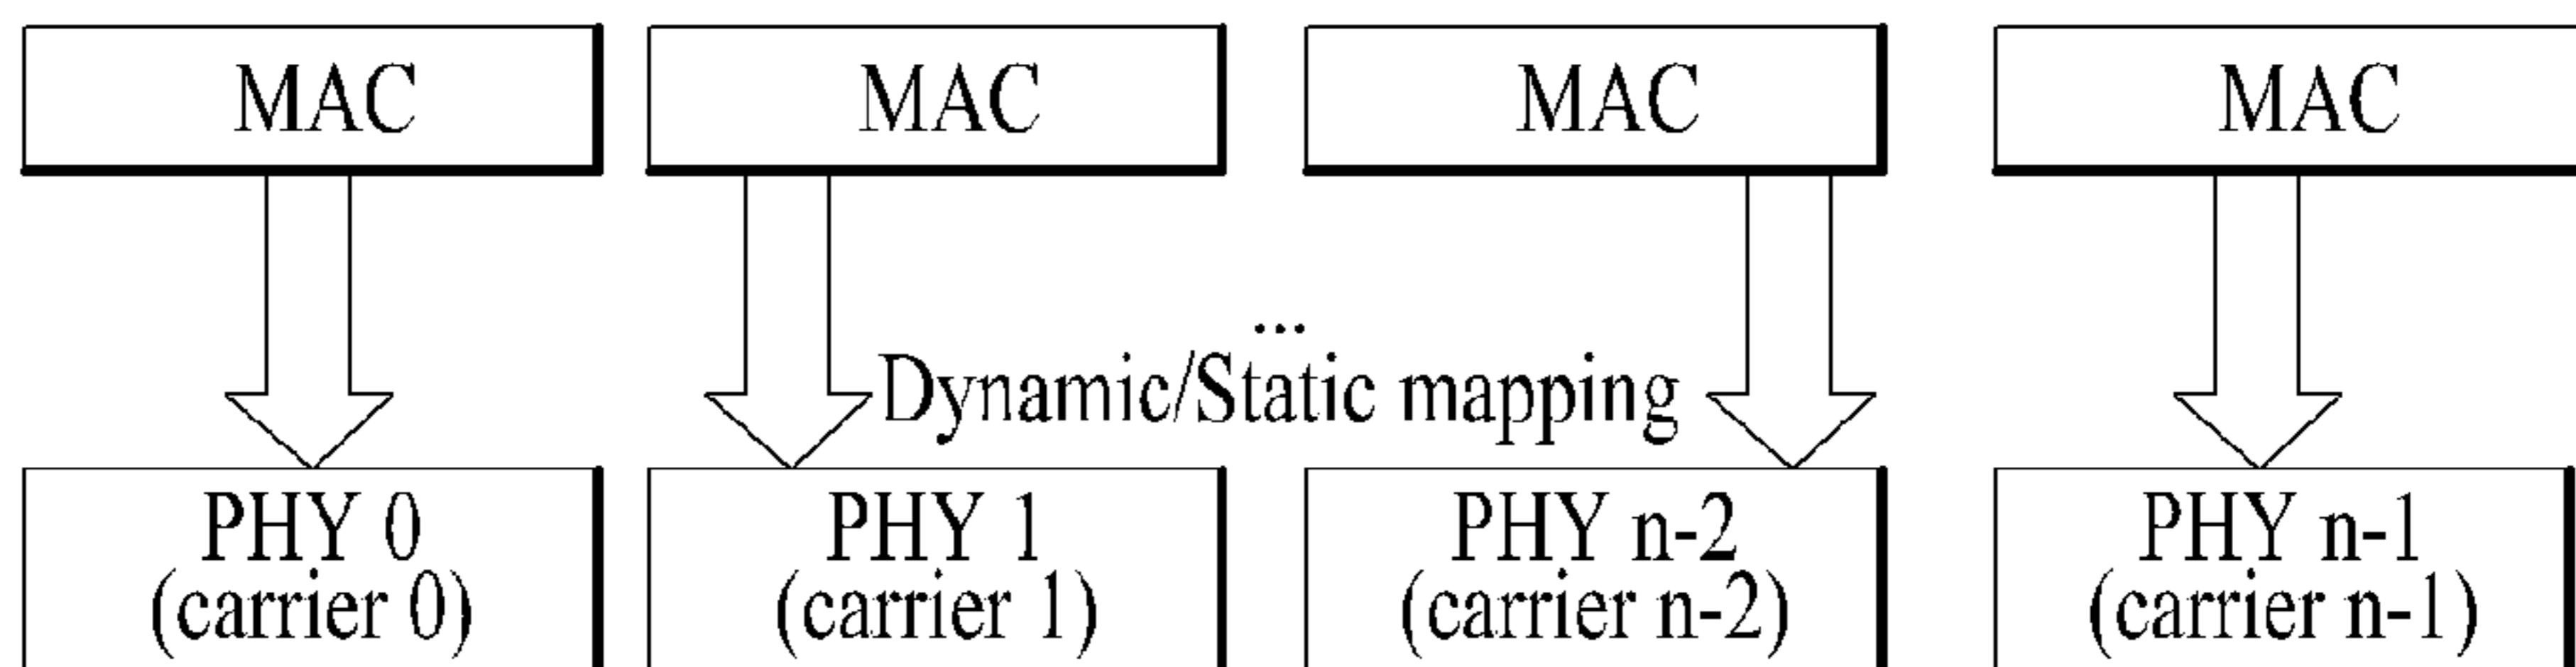 MAC
MAC
MAC
MAC
...
Dynamic/Static mapping
PHY 0
(carrier 0)
PHY 1
(carrier 1)
PHY n-2
(carrier n-2)
PHY n-1
(carrier n-1)